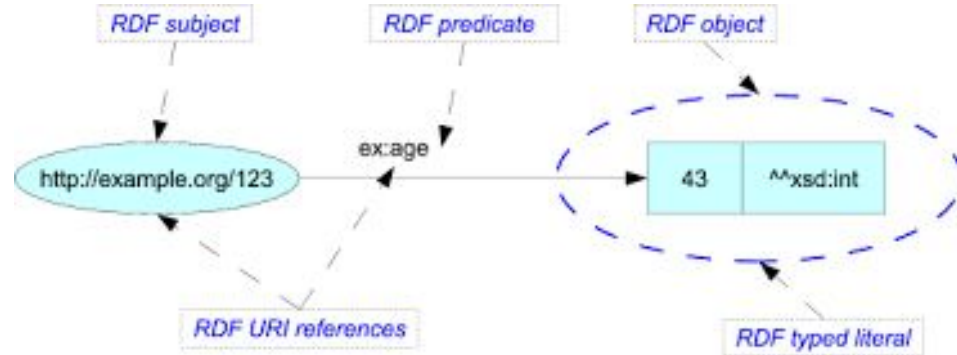 RDF subject
RDF predicate
RDF object
ex:age
http://example.org/123
43
^^xsd:int
RDF URI references
RDF typed literal